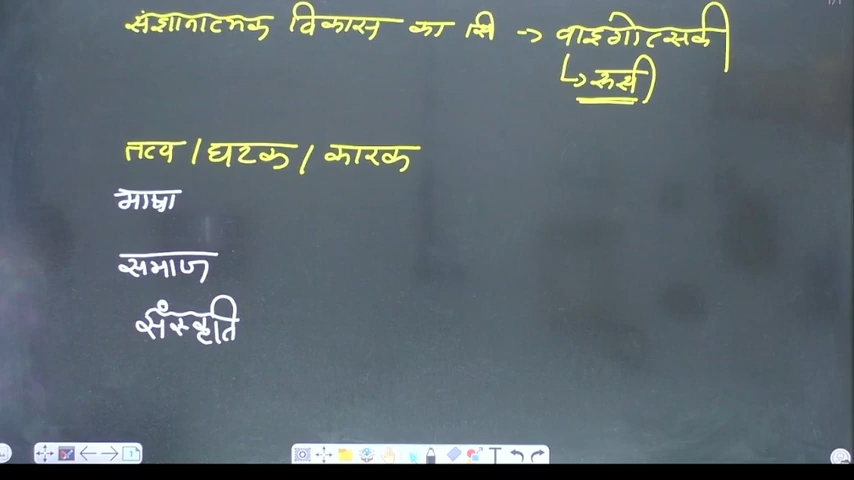 संज्ञानात्मक विकास का सि → वाइगोत्सकी
↳ रूसी
तत्व / घटक / कारक
भाषा
समाज
संस्कृति